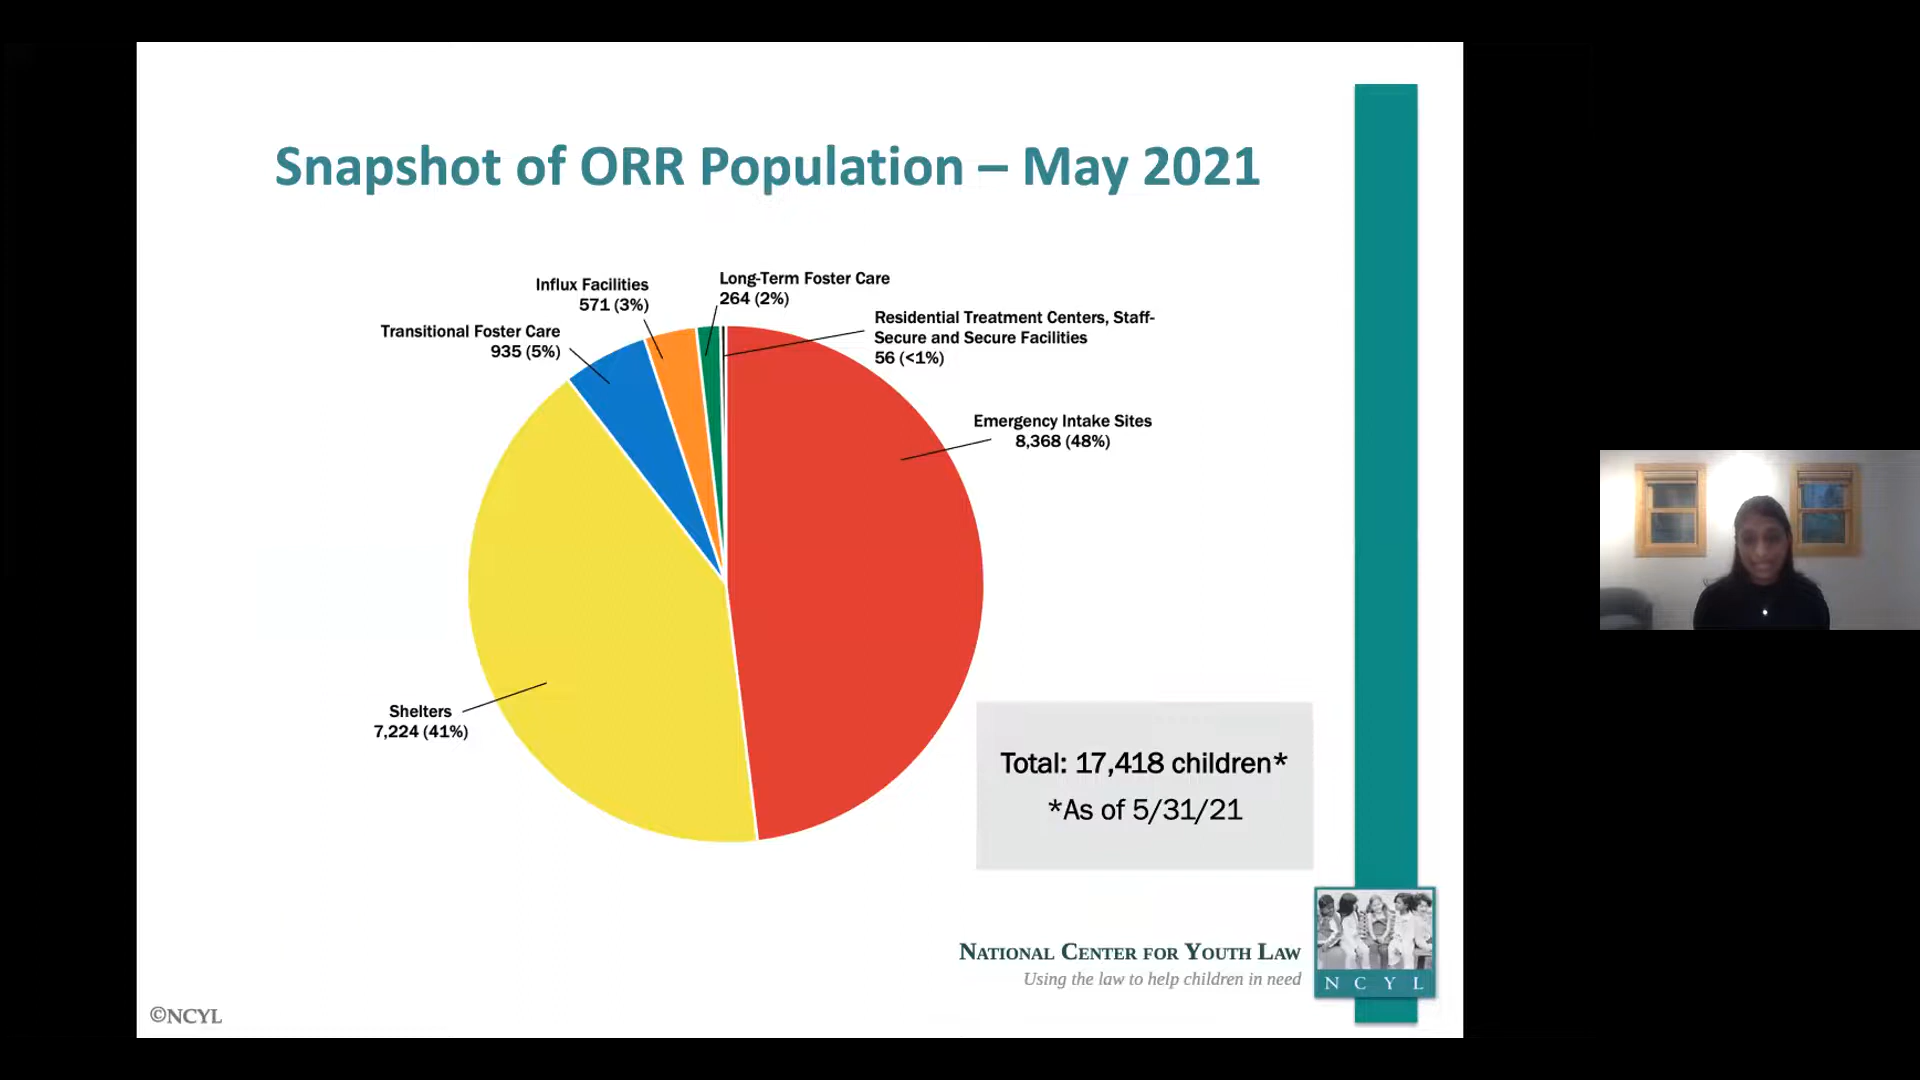 Snapshot of ORR Population – May 2021
Influx Facilities
571 (3%)
Long-Term Foster Care
264 (2%)
Transitional Foster Care
935 (5%)
Residential Treatment Centers, Staff-
Secure and Secure Facilities
56 (<1%)
Emergency Intake Sites
8,368 (48%)
Shelters
7,224 (41%)
Total: 17,418 children*
*As of 5/31/21
NATIONAL CENTER FOR YOUTH LAW
Using the law to help children in need
N C Y L
©NCYL